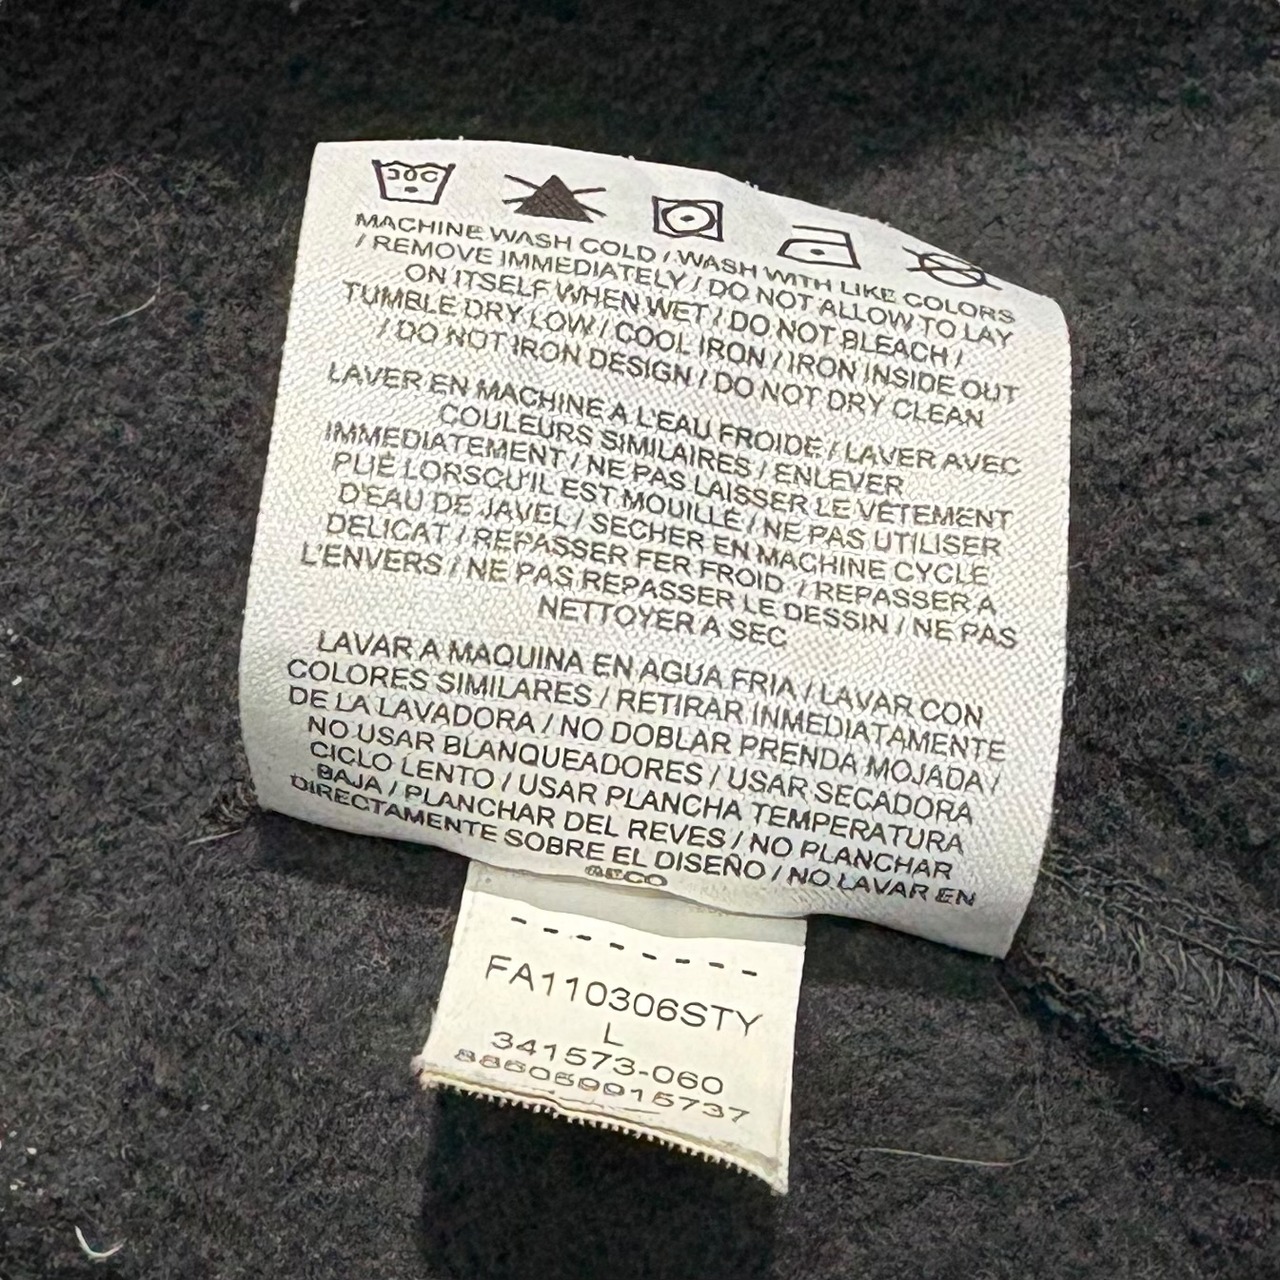 MACHINE WASH COLD / WASH WITH LIKE COLORS
/ REMOVE IMMEDIATELY / DO NOT ALLOW TO LAY
ON ITSELF WHEN WET / DO NOT BLEACH /
TUMBLE DRY LOW / COOL IRON / IRON INSIDE OUT
/ DO NOT IRON DESIGN / DO NOT DRY CLEAN
LAVER EN MACHINE A L'EAU FROIDE / LAVER AVEC
COULEURS SIMILAIRES / ENLEVER
IMMEDIATEMENT / NE PAS LAISSER LE VETEMENT
PLIÉ LORSQU'IL EST MOUILLÉ / NE PAS UTILISER
D'EAU DE JAVEL / SECHER EN MACHINE CYCLE
DELICAT / REPASSER FER FROID / REPASSER A
L'ENVERS / NE PAS REPASSER LE DESSIN / NE PAS
NETTOYER A SEC
LAVAR A MAQUINA EN AGUA FRIA / LAVAR CON
COLORES SIMILARES / RETIRAR INMEDIATAMENTE
DE LA LAVADORA / NO DOBLAR PRENDA MOJADA /
NO USAR BLANQUEADORES / USAR SECADORA
CICLO LENTO / USAR PLANCHA TEMPERATURA
BAJA / PLANCHAR DEL REVES / NO PLANCHAR
DIRECTAMENTE SOBRE EL DISEÑO / NO LAVAR EN
SECO
--------
FA110306STY
L
341573-060
886059915737